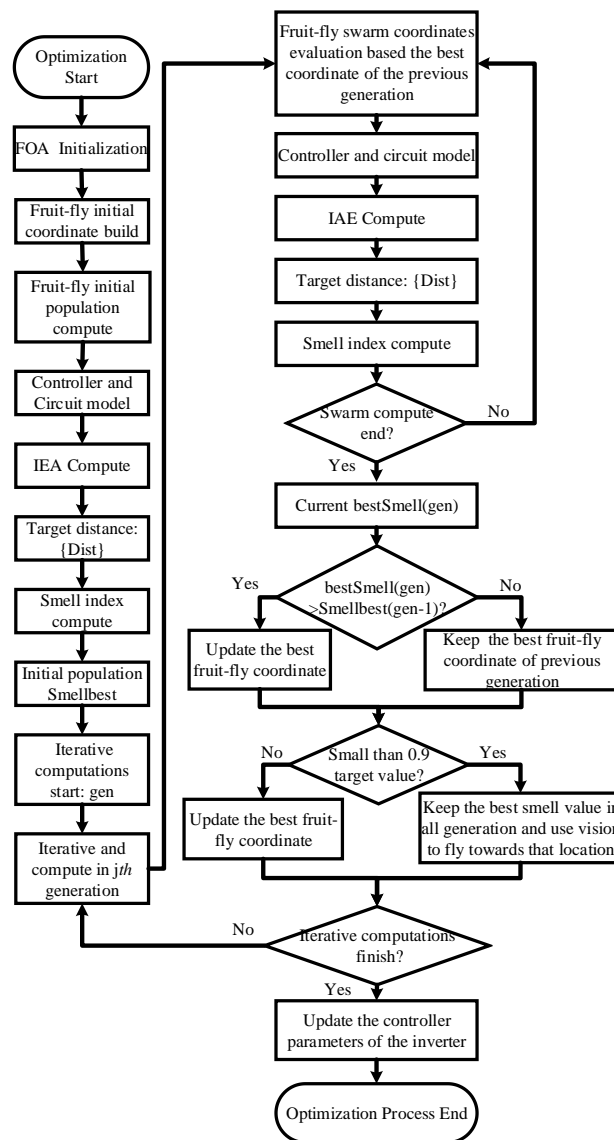 Optimization
Start
FOA Initialization
Fruit-fly initial
coordinate build
Fruit-fly initial
population
compute
Controller and
Circuit model
IEA Compute
Target distance:
{Dist}
Smell index
compute
Initial population
Smellbest
Iterative
computations
start: gen
Iterative and
compute in jth
generation
Fruit-fly swarm coordinates
evaluation based the best
coordinate of the previous
generation
Controller and circuit model
IAE Compute
Target distance: {Dist}
Smell index compute
Swarm compute
end?
No
Yes
Current bestSmell(gen)
bestSmell(gen)
>Smellbest(gen-1)?
Yes
No
Update the best
fruit-fly coordinate
Keep the best fruit-fly
coordinate of previous
generation
Small than 0.9
target value?
No
Yes
Update the best fruit-
fly coordinate
Keep the best smell value in
all generation and use vision
to fly towards that location
Iterative computations
finish?
No
Yes
Update the controller
parameters of the inverter
Optimization Process End